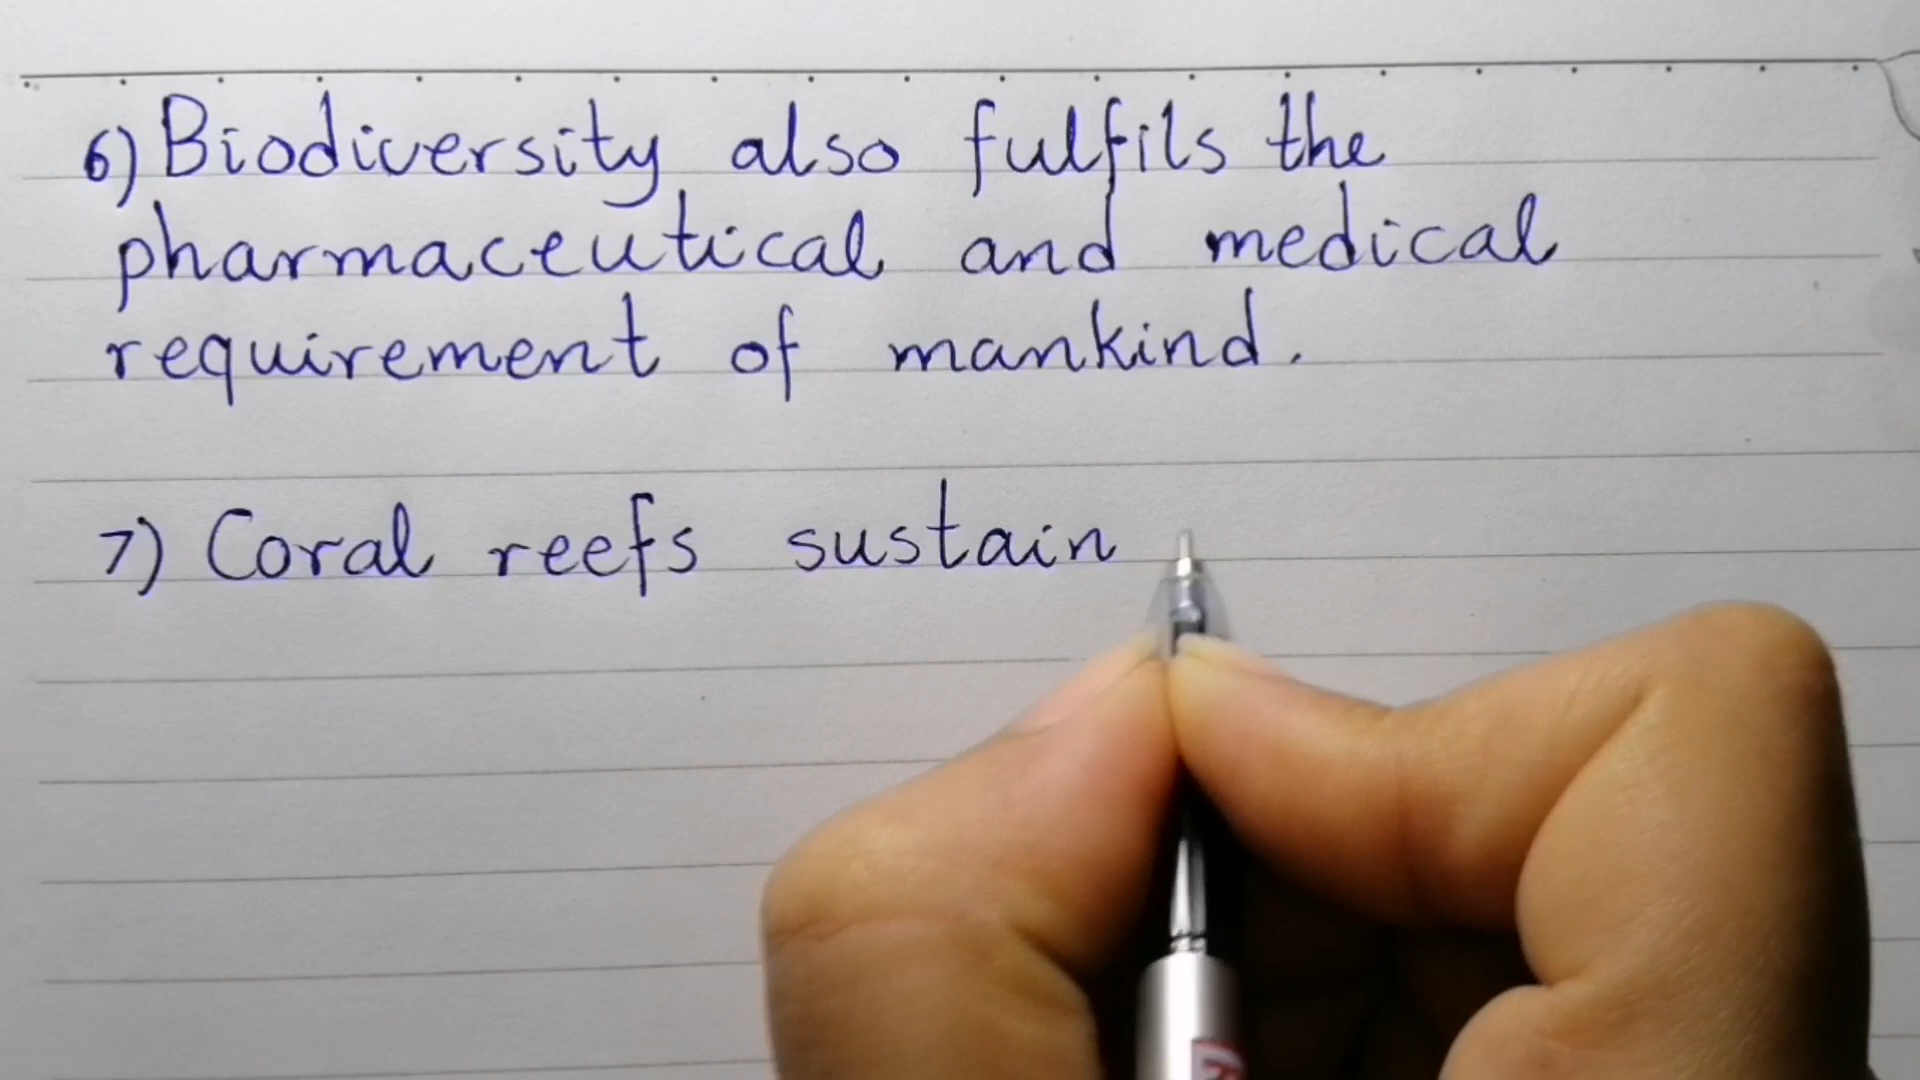 6) Biodiversity also fulfils the
pharmaceutical and medical
requirement of mankind.
7) Coral reefs sustain